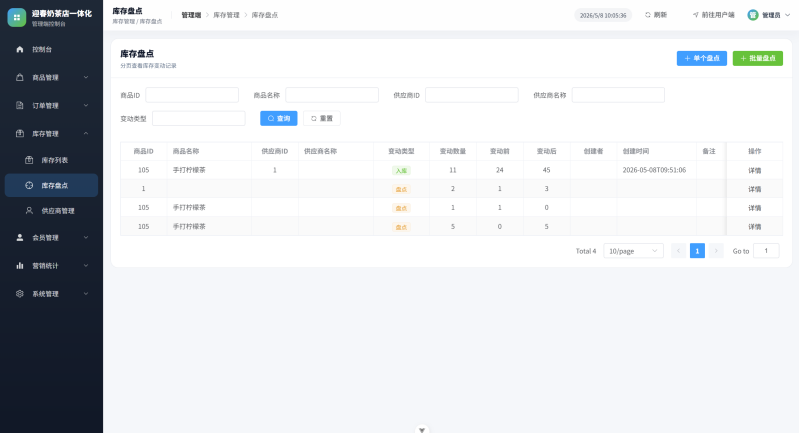 迎春奶茶店一体化
管理端控制台
控制台
商品管理
订单管理
库存管理
库存列表
库存盘点
供应商管理
会员管理
营销统计
系统管理
库存盘点
库存管理 / 库存盘点
管理端 > 库存管理 > 库存盘点
2026/5/8 10:05:36
刷新
前往用户端
管理员
库存盘点
分页查看库存变动记录
+ 单个盘点
+ 批量盘点
商品ID 商品名称 供应商ID 供应商名称
变动类型 查询 重置
商品ID 商品名称 供应商ID 供应商名称 变动类型 变动数量 变动前 变动后 创建者 创建时间 备注 操作
105 手打柠檬茶 1 入库 11 24 45 2026-05-08T09:51:06 详情
1 盘点 2 1 3 详情
105 手打柠檬茶 盘点 1 1 0 详情
105 手打柠檬茶 盘点 5 0 5 详情
Total 4 10/page 1 Go to 1